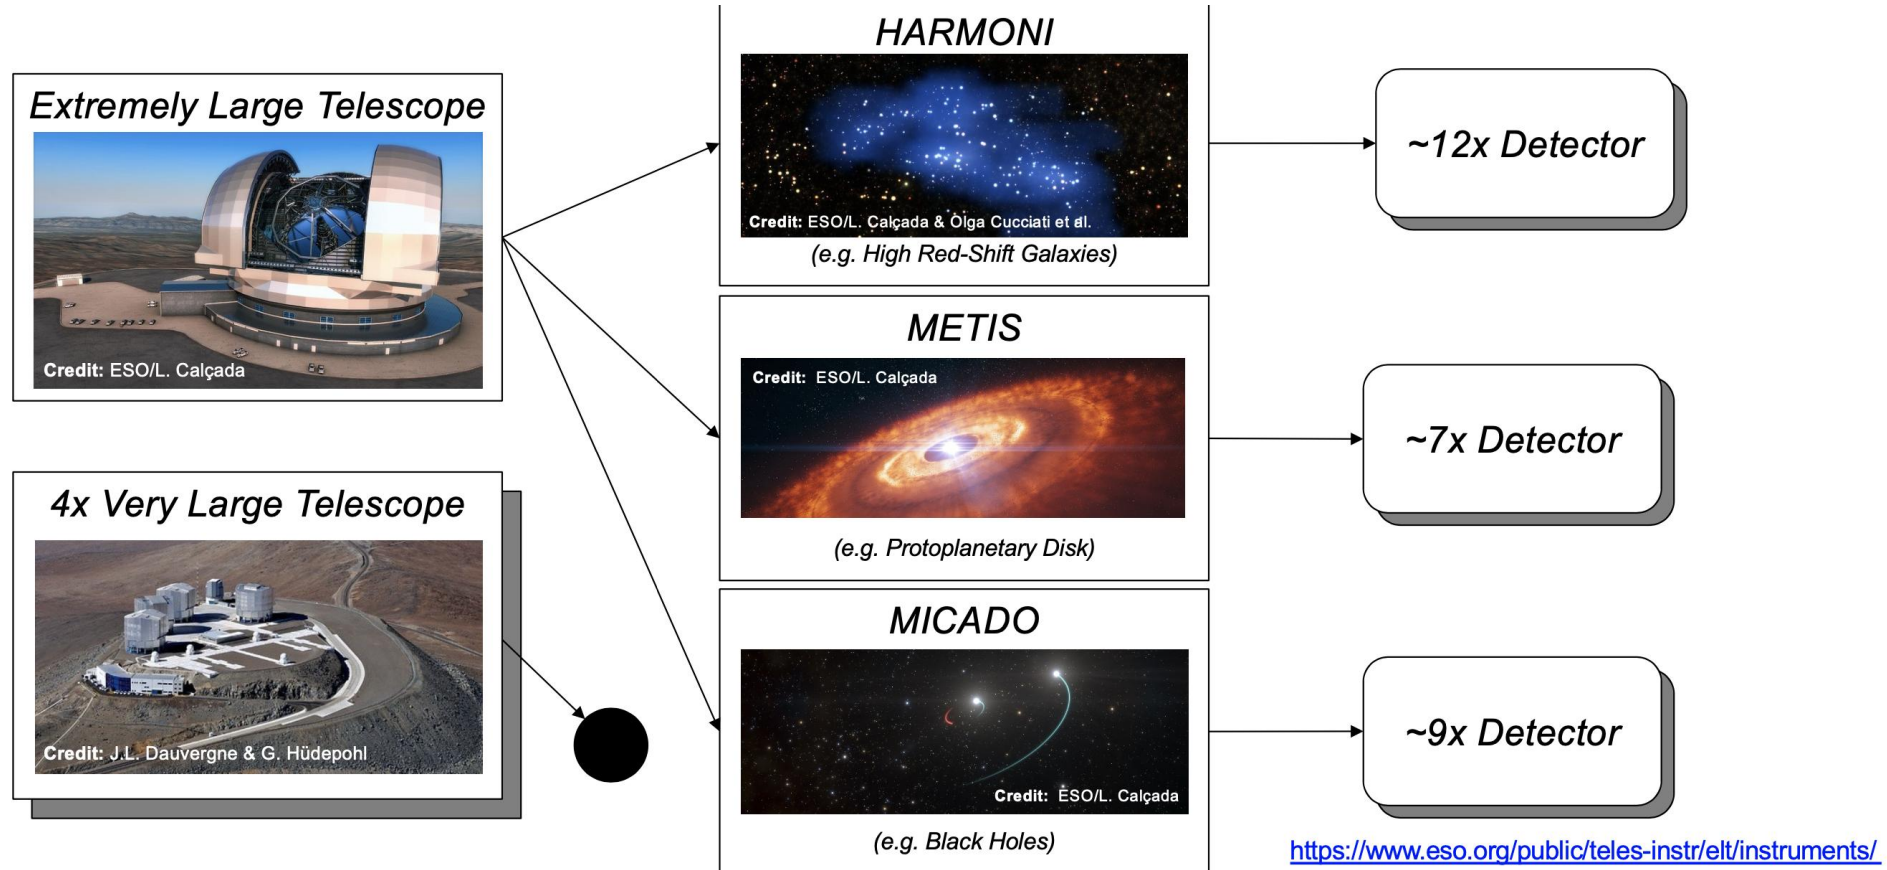 Extremely Large Telescope
Credit: ESO/L. Calçada
4x Very Large Telescope
Credit: J.L. Dauvergne & G. Hüdepohl
HARMONI
Credit: ESO/L. Calçada & Olga Cucciati et al.
(e.g. High Red-Shift Galaxies)
METIS
Credit: ESO/L. Calçada
(e.g. Protoplanetary Disk)
MICADO
Credit: ESO/L. Calçada
(e.g. Black Holes)
~12x Detector
~7x Detector
~9x Detector
https://www.eso.org/public/teles-instr/elt/instruments/